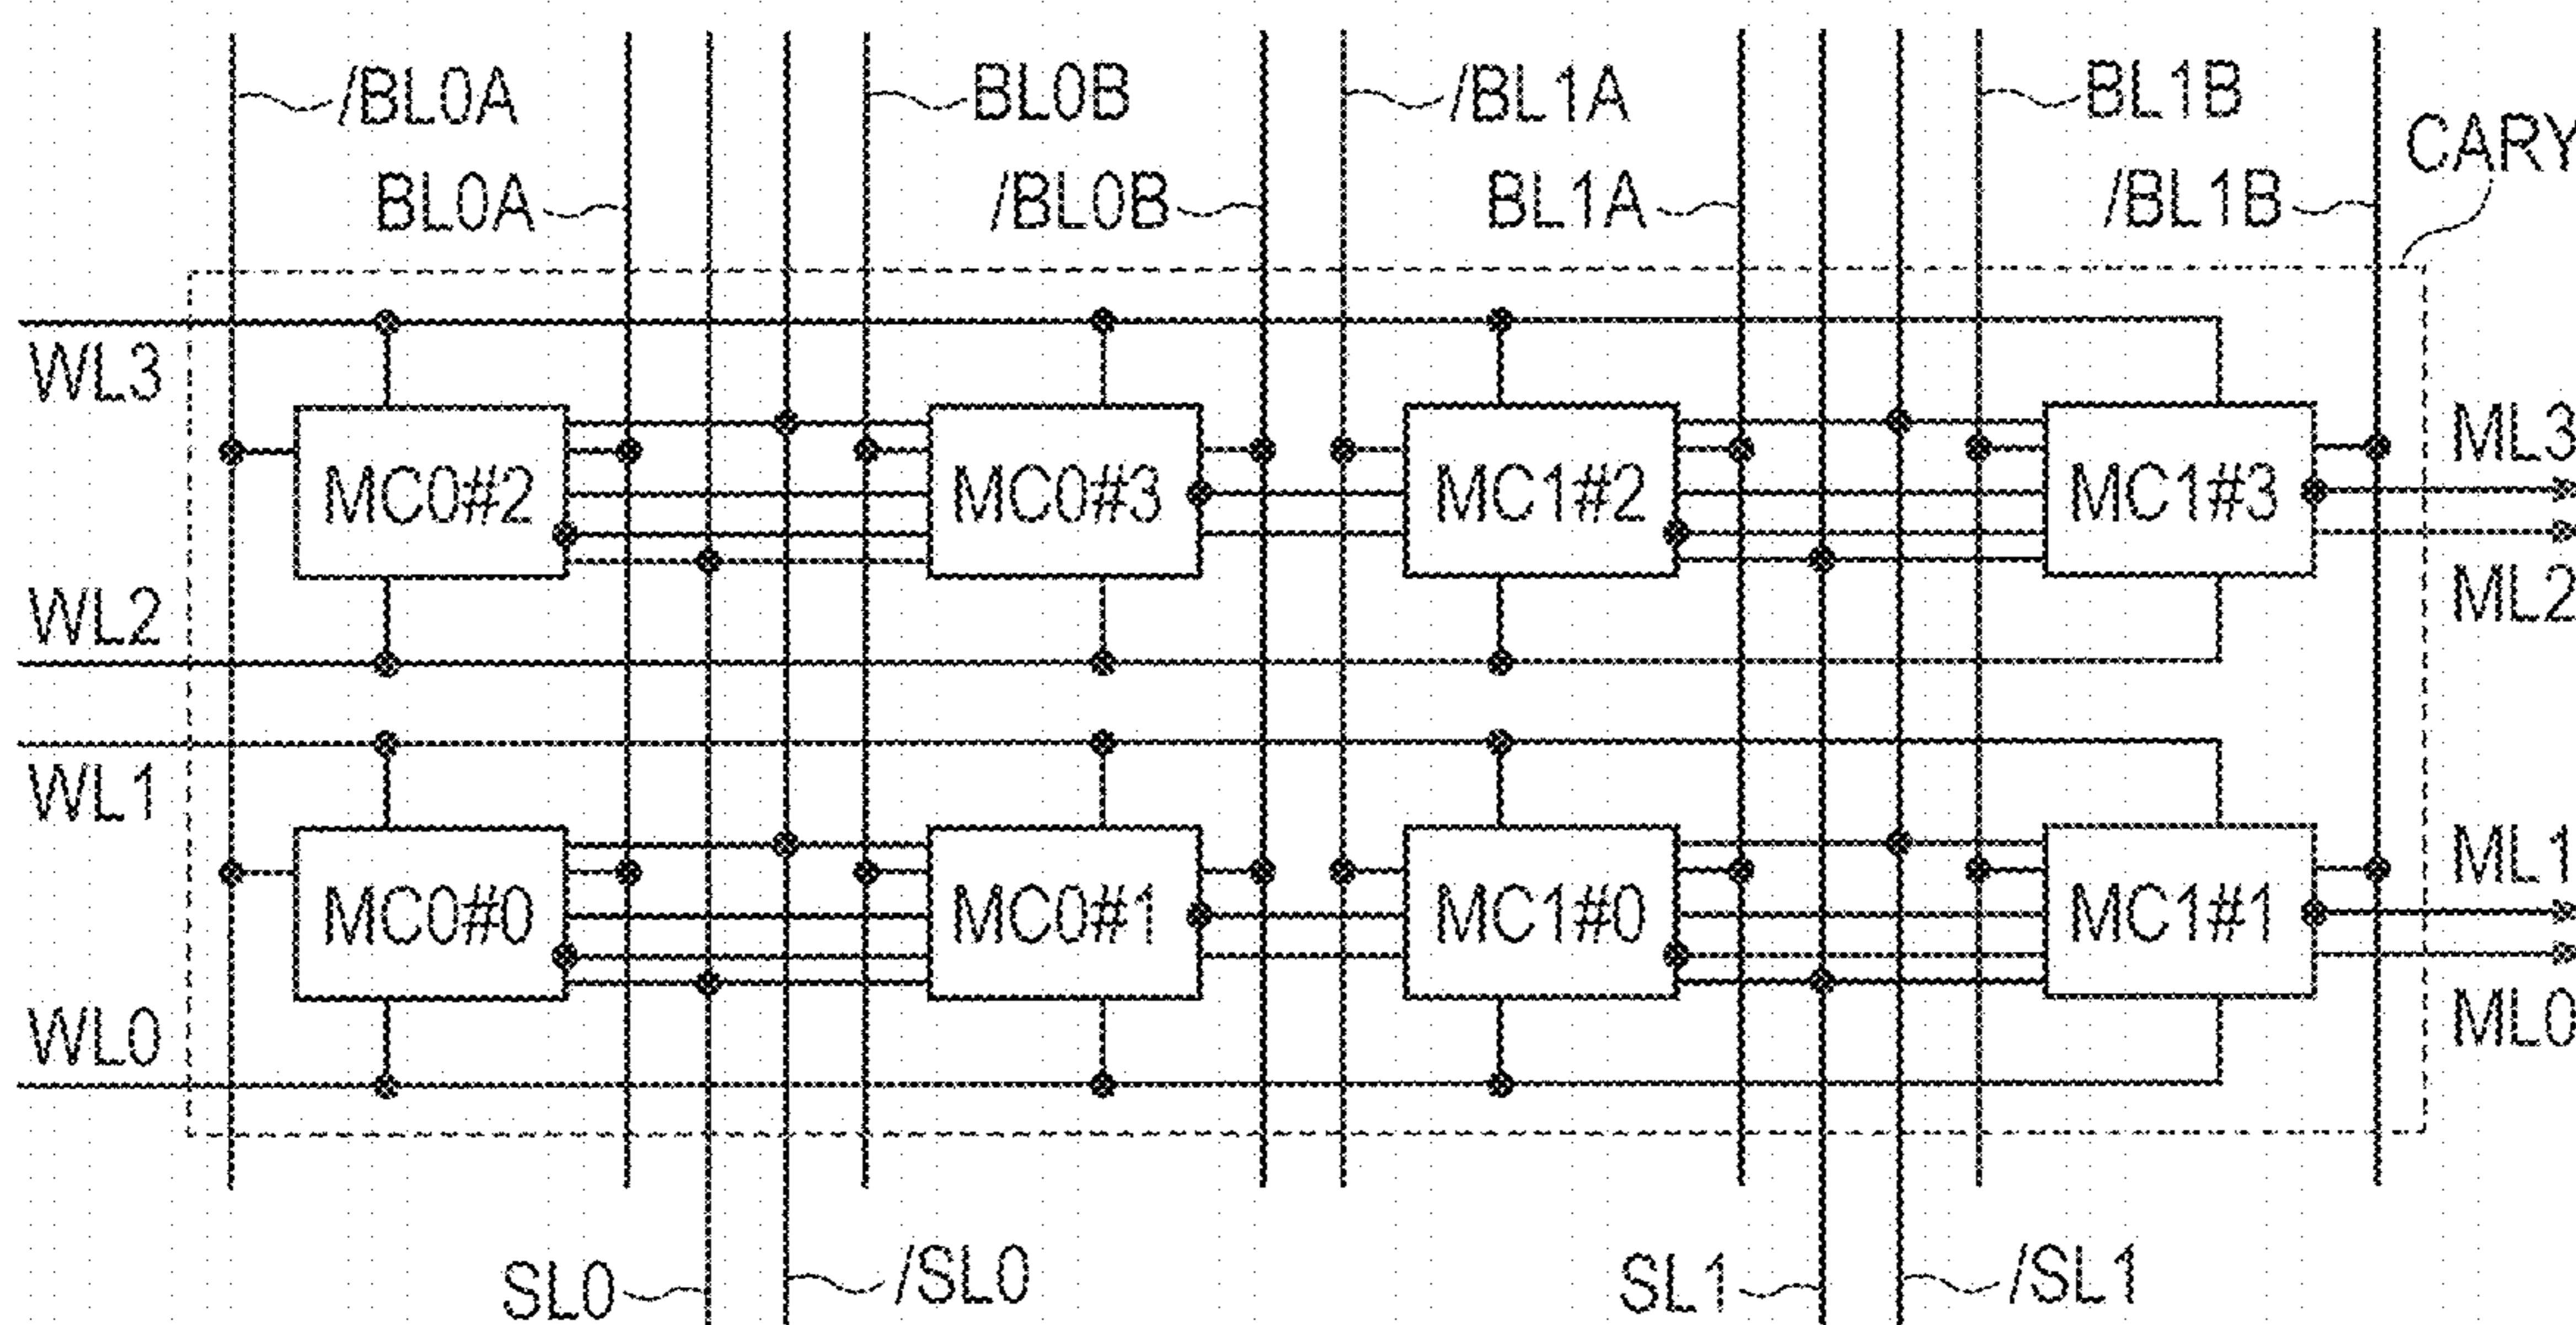 /BL0A BL0B /BL1A BL1B
CARY
BL0A /BL0B BL1A /BL1B
WL3
ML3
MC0#2 MC0#3 MC1#2 MC1#3
WL2
ML2
WL1
ML1
MC0#0 MC0#1 MC1#0 MC1#1
WL0
ML0
SL0 /SL0 SL1 /SL1